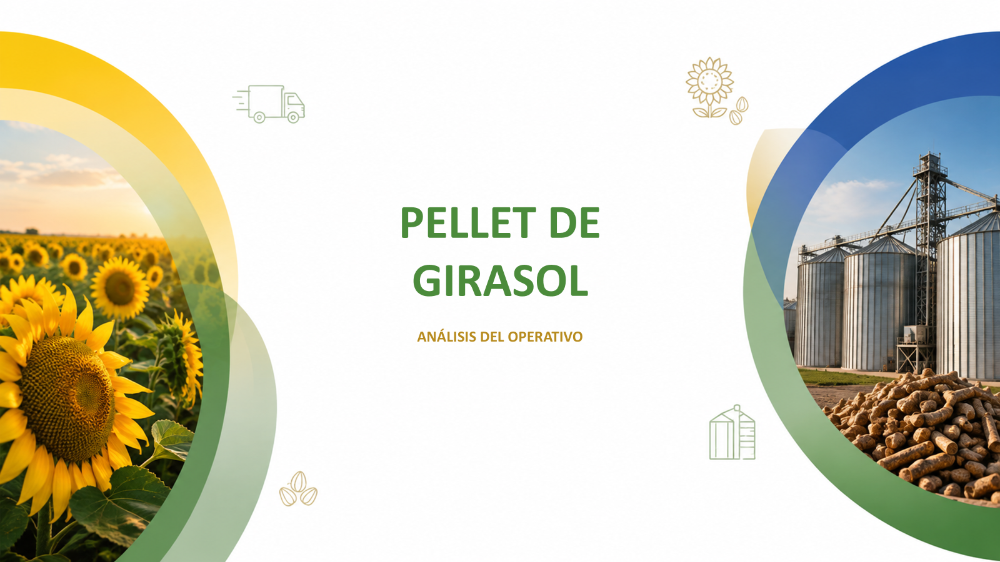 PELLET DE
GIRASOL
ANÁLISIS DEL OPERATIVO